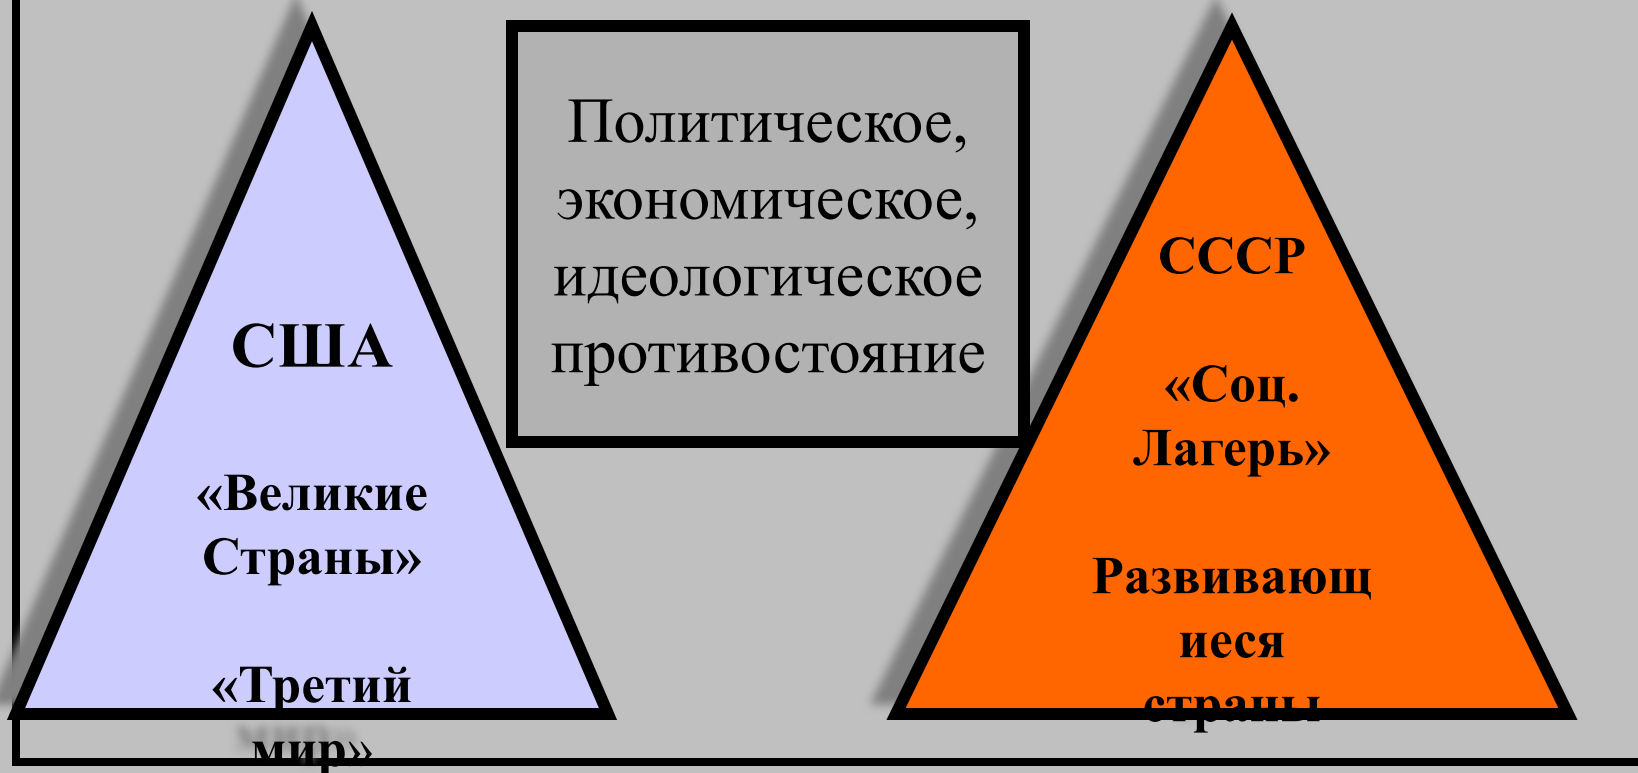 США
«Великие
Страны»
«Третий
мир»
Политическое,
экономическое,
идеологическое
противостояние
СССР
«Соц.
Лагерь»
Развивающ
иеся
страны